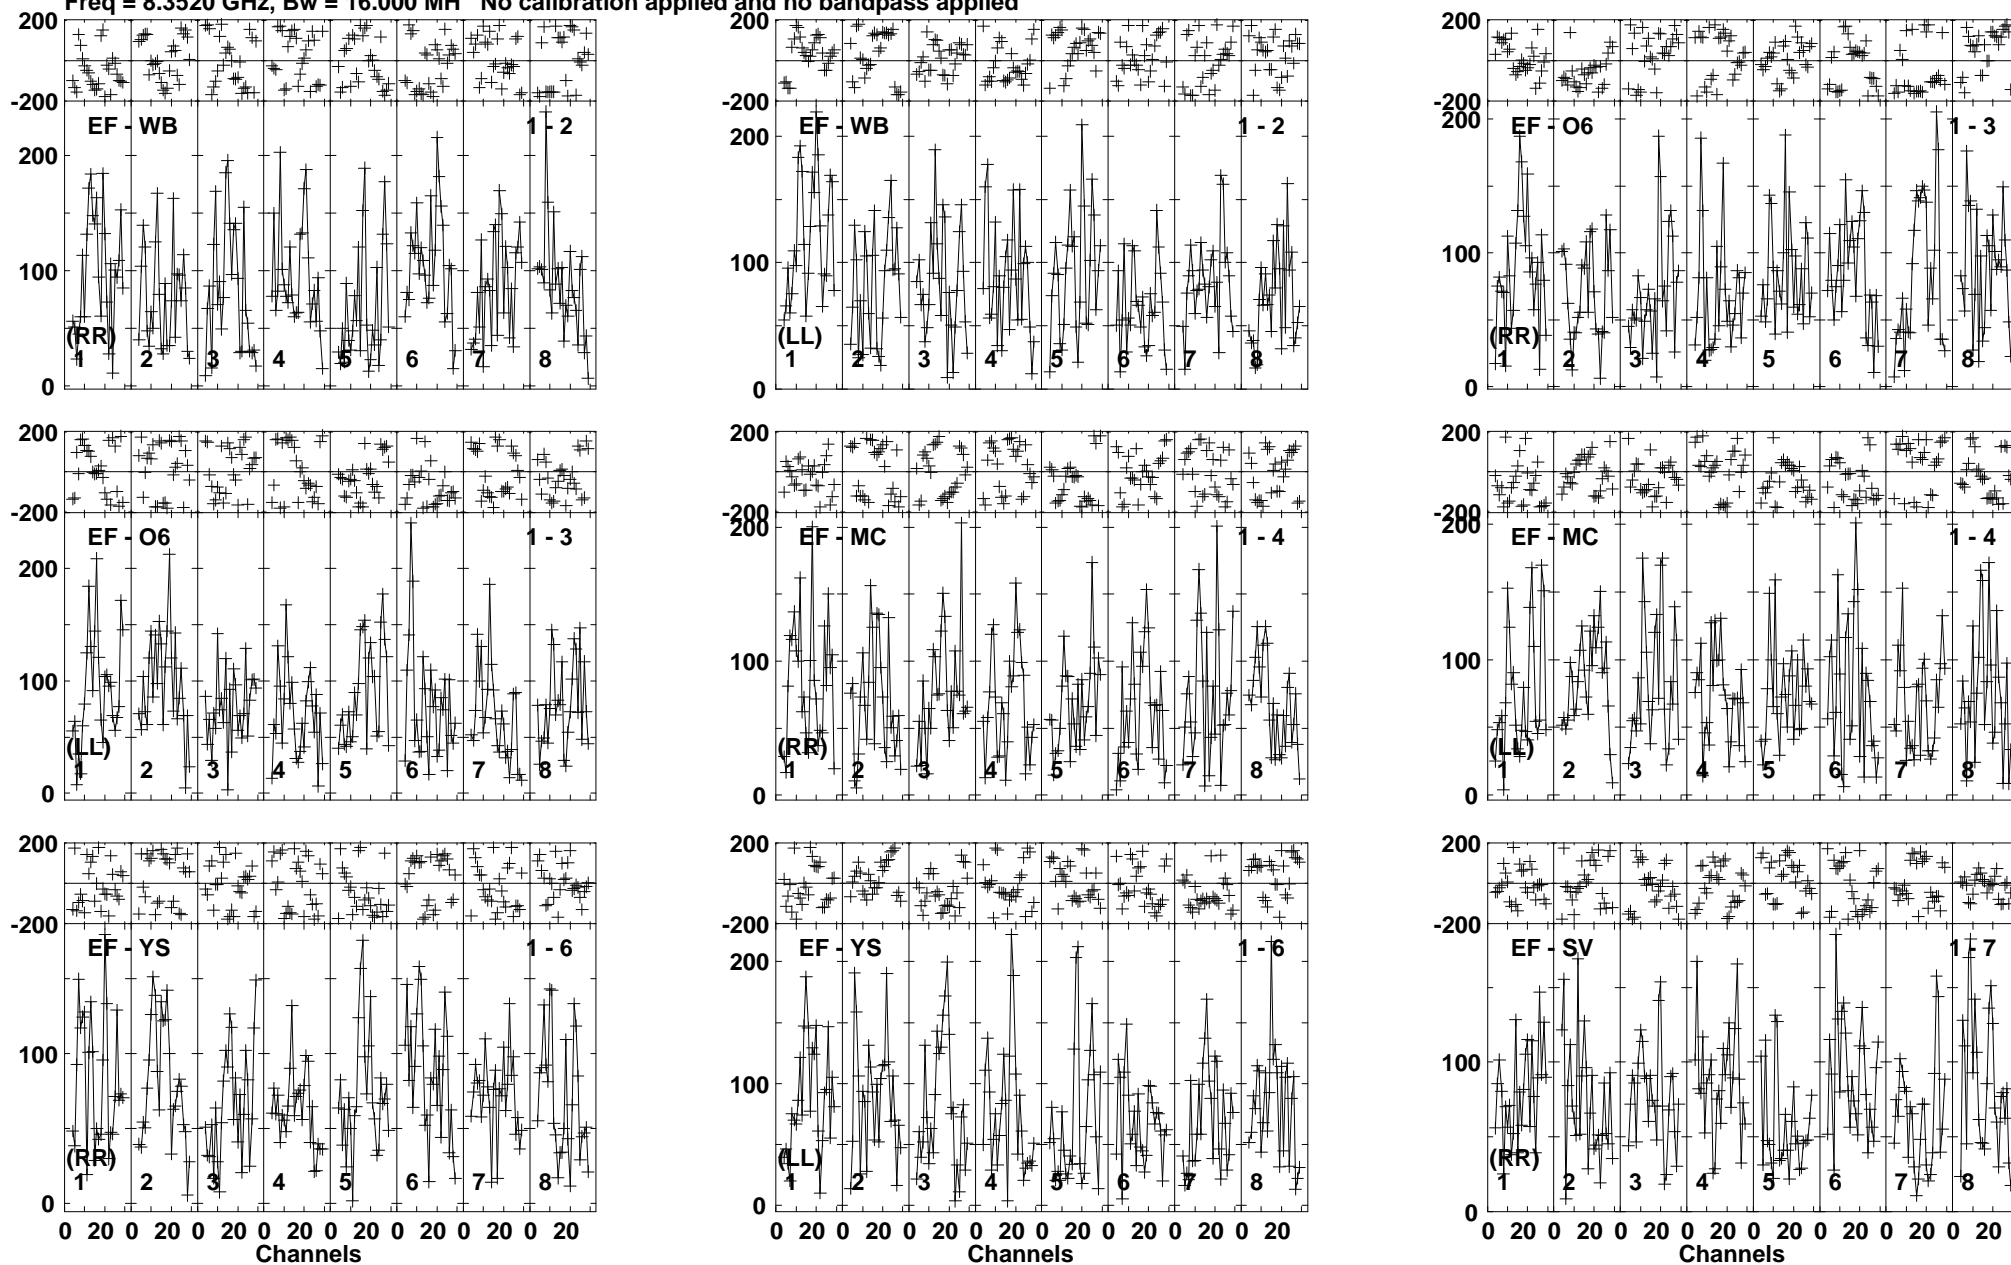 Freq = 8.3520 GHz, Bw = 16.000 MH No calibration applied and no bandpass applied
200 200 200
-200 -200 -200
EF - WB 1 - 2 EF - WB 1 - 2 EF - O6 1 - 3
200 200 200
100 100 100
(RR) (LL) (RR)
1 2 3 4 5 6 7 8 1 2 3 4 5 6 7 8 1 2 3 4 5 6 7 8
0 0 0
200 200 200
-200 -200 -200
EF - O6 1 - 3 EF - MC 1 - 4 EF - MC 1 - 4
200 200 200
100 100 100
(LL) (RR) (LL)
1 2 3 4 5 6 7 8 1 2 3 4 5 6 7 8 1 2 3 4 5 6 7 8
0 0 0
200 200 200
-200 -200 -200
EF - YS 1 - 6 EF - YS 1 - 6 EF - SV 1 - 7
200
100 100 100
(RR) (LL) (RR)
1 2 3 4 5 6 7 8 1 2 3 4 5 6 7 8 1 2 3 4 5 6 7 8
0 0 0
0 20 0 20 0 20 0 20 0 20 0 20 0 20 0 20 0 20 0 20 0 20 0 20 0 20 0 20 0 20 0 20 0 20 0 20 0 20 0 20 0 20 0 20 0 20 0 20
Channels Channels Channels